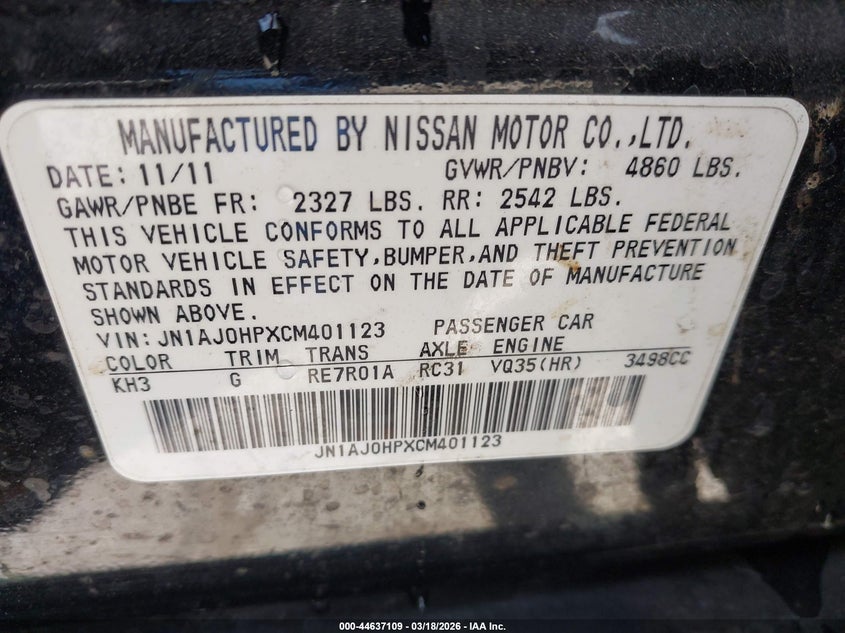 MANUFACTURED BY NISSAN MOTOR CO.,LTD.
DATE: 11/11 GVWR/PNBV: 4860 LBS.
GAWR/PNBE FR: 2327 LBS. RR: 2542 LBS.
THIS VEHICLE CONFORMS TO ALL APPLICABLE FEDERAL
MOTOR VEHICLE SAFETY,BUMPER,AND THEFT PREVENTION
STANDARDS IN EFFECT ON THE DATE OF MANUFACTURE
SHOWN ABOVE.
VIN: JN1AJ0HPXCM401123 PASSENGER CAR
COLOR TRIM TRANS AXLE ENGINE
KH3 G RE7R01A RC31 VQ35(HR) 3498CC
JN1AJ0HPXCM401123
000-44637109 - 03/18/2026 - IAA Inc.